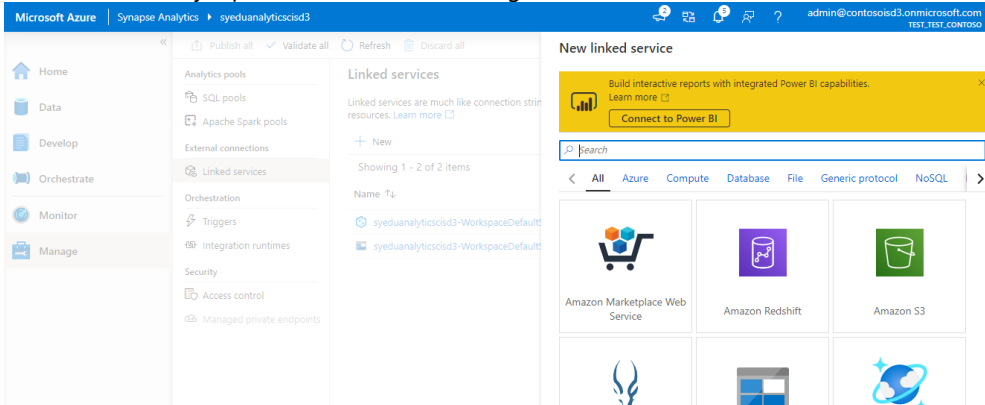 Microsoft Azure Synapse Analytics ▸ syeduanalyticscisd3 2 5 ? admin@contosoisd3.onmicrosoft.com
TEST_TEST_CONTOSO
« Publish all Validate all Refresh Discard all
New linked service
Home
Data
Develop
Orchestrate
Monitor
Manage
Analytics pools
SQL pools
Apache Spark pools
External connections
Linked services
Orchestration
Triggers
Integration runtimes
Security
Access control
Managed private endpoints
Linked services
Linked services are much like connection strin
resources. Learn more
+ New
Showing 1 - 2 of 2 items
Name
syeduanalyticscisd3-WorkspaceDefaultS
syeduanalyticscisd3-WorkspaceDefaultS
Build interactive reports with integrated Power BI capabilities.
Learn more
Connect to Power BI
Search
All Azure Compute Database File Generic protocol NoSQL
Amazon Marketplace Web
Service
Amazon Redshift
Amazon S3